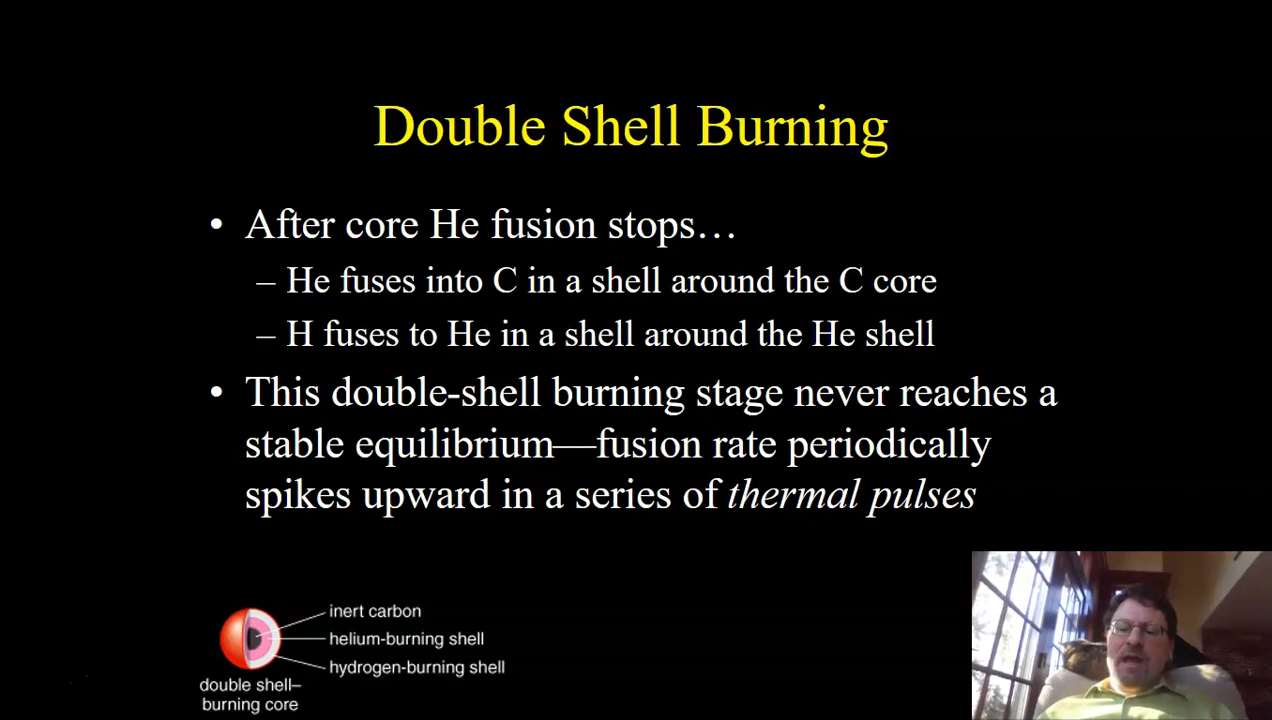 Double Shell Burning
• After core He fusion stops…
– He fuses into C in a shell around the C core
– H fuses to He in a shell around the He shell
• This double-shell burning stage never reaches a
stable equilibrium—fusion rate periodically
spikes upward in a series of thermal pulses
inert carbon
helium-burning shell
hydrogen-burning shell
double shell–
burning core